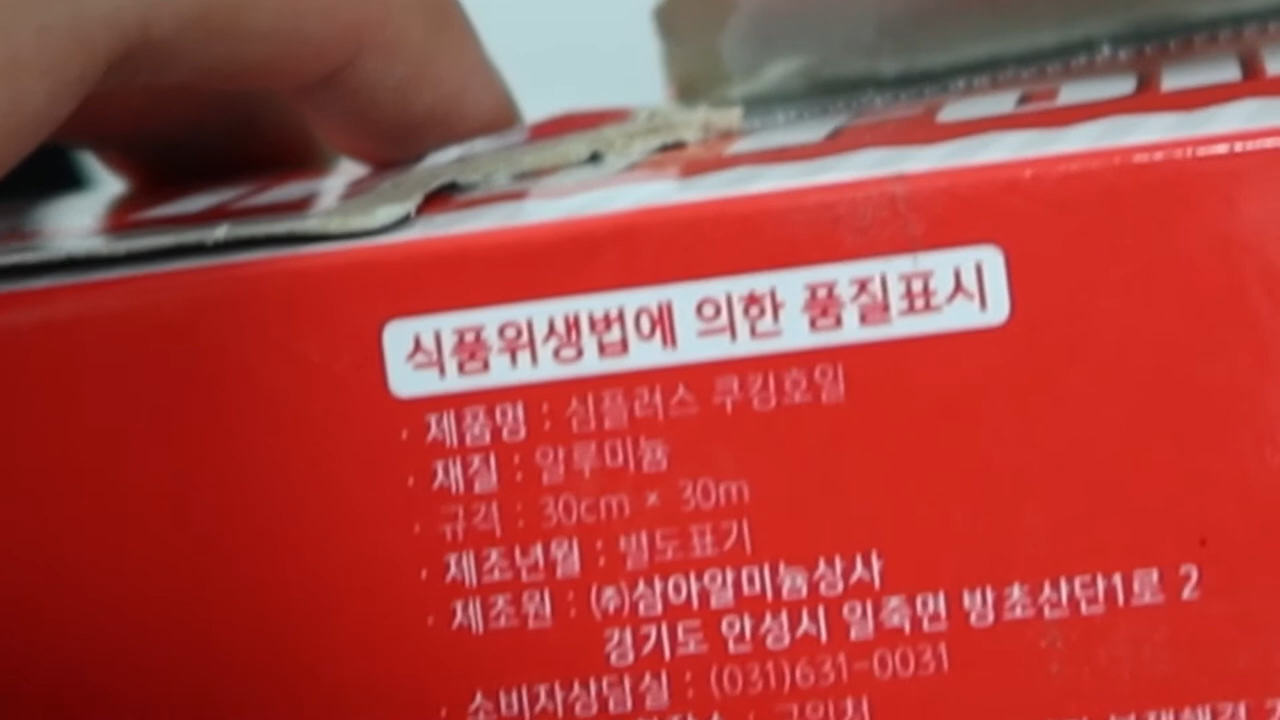 식품위생법에 의한 품질표시
· 제품명 : 심플러스 쿠킹호일
· 재질 : 알루미늄
· 규격 : 30cm × 30m
· 제조년월 : 별도표기
· 제조원 : ㈜삼아알미늄상사
경기도 안성시 일죽면 방초산단1로 2
· 소비자상담실 : (031)631-0031